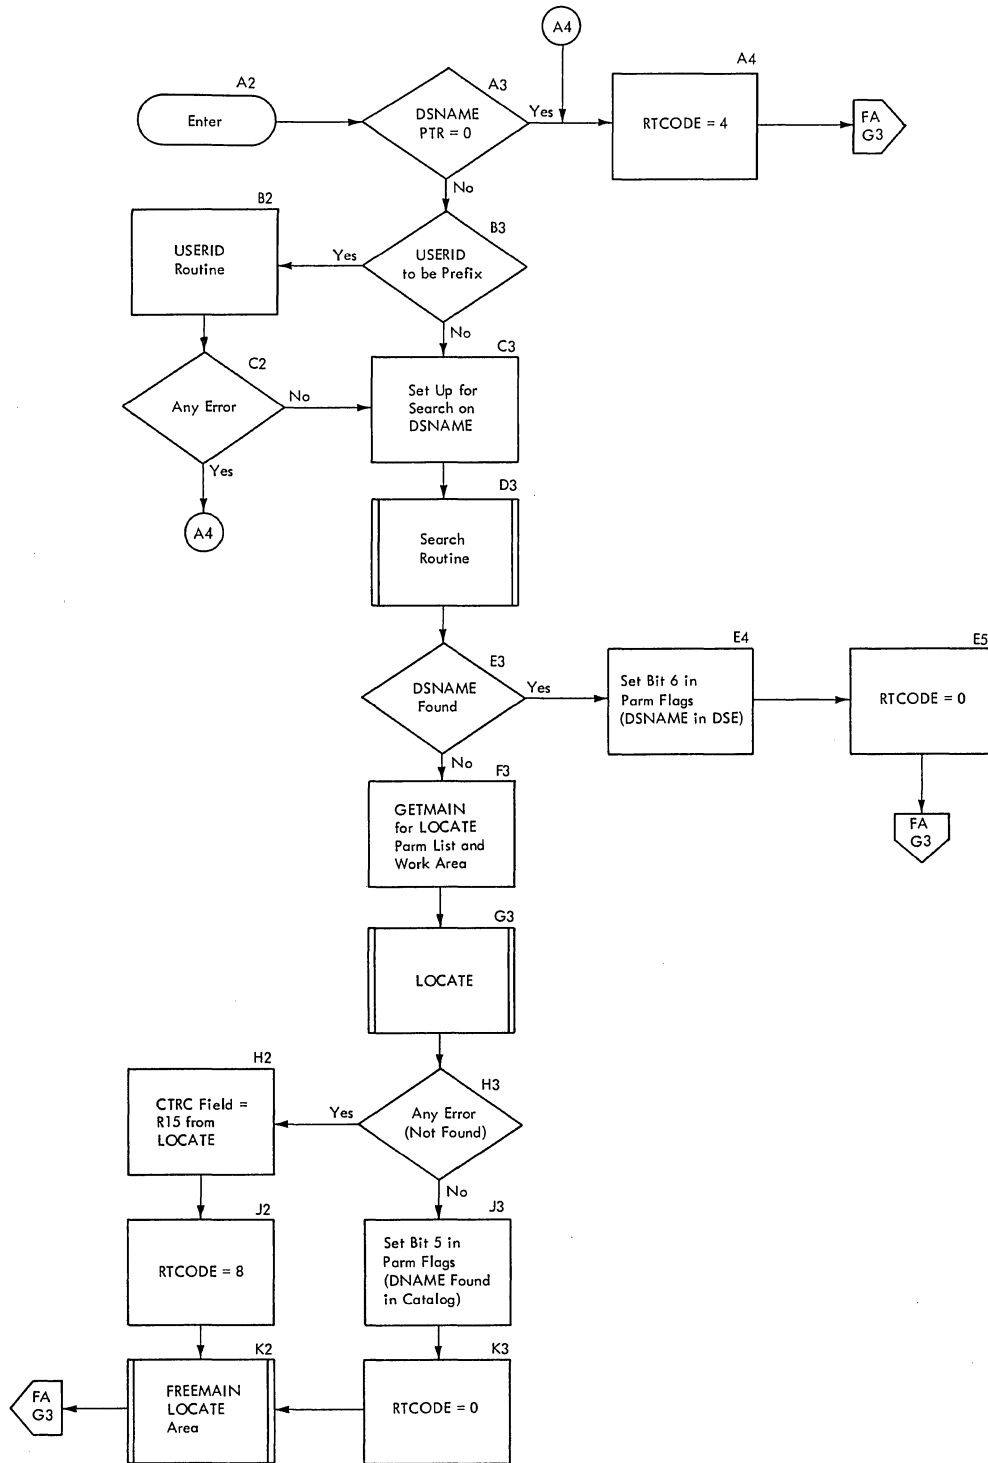 A4
A2
Enter
A3
DSNAME
PTR = 0
Yes
A4
RTCODE = 4
FA
G3
No
B2
USERID
Routine
Yes
B3
USERID
to be Prefix
No
C2
Any Error
No
Yes
A4
C3
Set Up for
Search on
DSNAME
D3
Search
Routine
E3
DSNAME
Found
Yes
E4
Set Bit 6 in
Parm Flags
(DSNAME in DSE)
E5
RTCODE = 0
FA
G3
No
F3
GETMAIN
for LOCATE
Parm List and
Work Area
G3
LOCATE
H2
CTRC Field =
R15 from
LOCATE
Yes
H3
Any Error
(Not Found)
No
J2
RTCODE = 8
J3
Set Bit 5 in
Parm Flags
(DNAME Found
in Catalog)
FA
G3
K2
FREEMAIN
LOCATE
Area
K3
RTCODE = 0